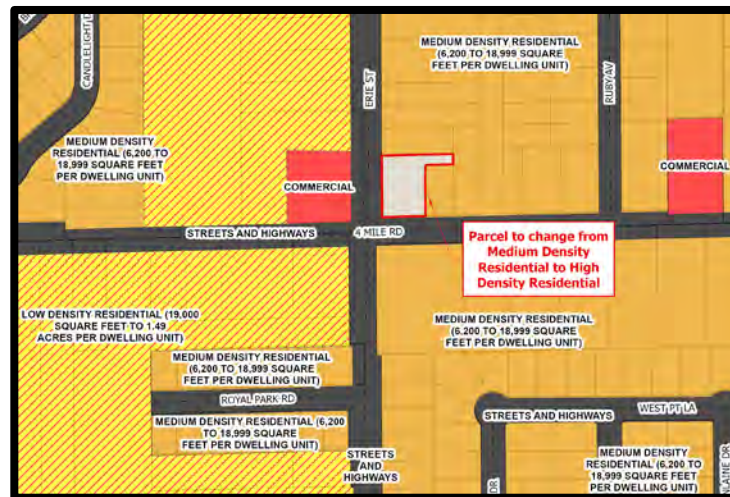 CANDLELIGHT
MEDIUM DENSITY
RESIDENTIAL (6,200 TO
18,999 SQUARE FEET
PER DWELLING UNIT)
ERIE ST
MEDIUM DENSITY RESIDENTIAL
(6,200 TO 18,999 SQUARE
FEET PER DWELLING UNIT)
RUBY AV
COMMERCIAL
COMMERCIAL
STREETS AND HIGHWAYS
4 MILE RD
Parcel to change from
Medium Density
Residential to High
Density Residential
LOW DENSITY RESIDENTIAL (19,000
SQUARE FEET TO 1.49
ACRES PER DWELLING UNIT)
MEDIUM DENSITY RESIDENTIAL
(6,200 TO 18,999 SQUARE
FEET PER DWELLING UNIT)
MEDIUM DENSITY RESIDENTIAL
(6,200 TO 18,999 SQUARE
FEET PER DWELLING UNIT)
ROYAL PARK RD
MEDIUM DENSITY RESIDENTIAL (6,200
TO 18,999 SQUARE
FEET PER DWELLING UNIT)
STREETS AND HIGHWAYS
WEST PT LA
STREETS
AND
HIGHWAYS
DR
MEDIUM DENSITY
RESIDENTIAL (6,200 TO
18,999 SQUARE FEET
PER DWELLING UNIT)
LAINE DR